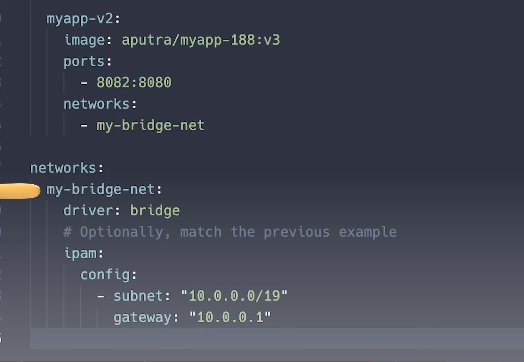 myapp-v2:
image: aputra/myapp-188:v3
ports:
- 8082:8080
networks:
- my-bridge-net
networks:
my-bridge-net:
driver: bridge
# Optionally, match the previous example
ipam:
config:
- subnet: "10.0.0.0/19"
gateway: "10.0.0.1"